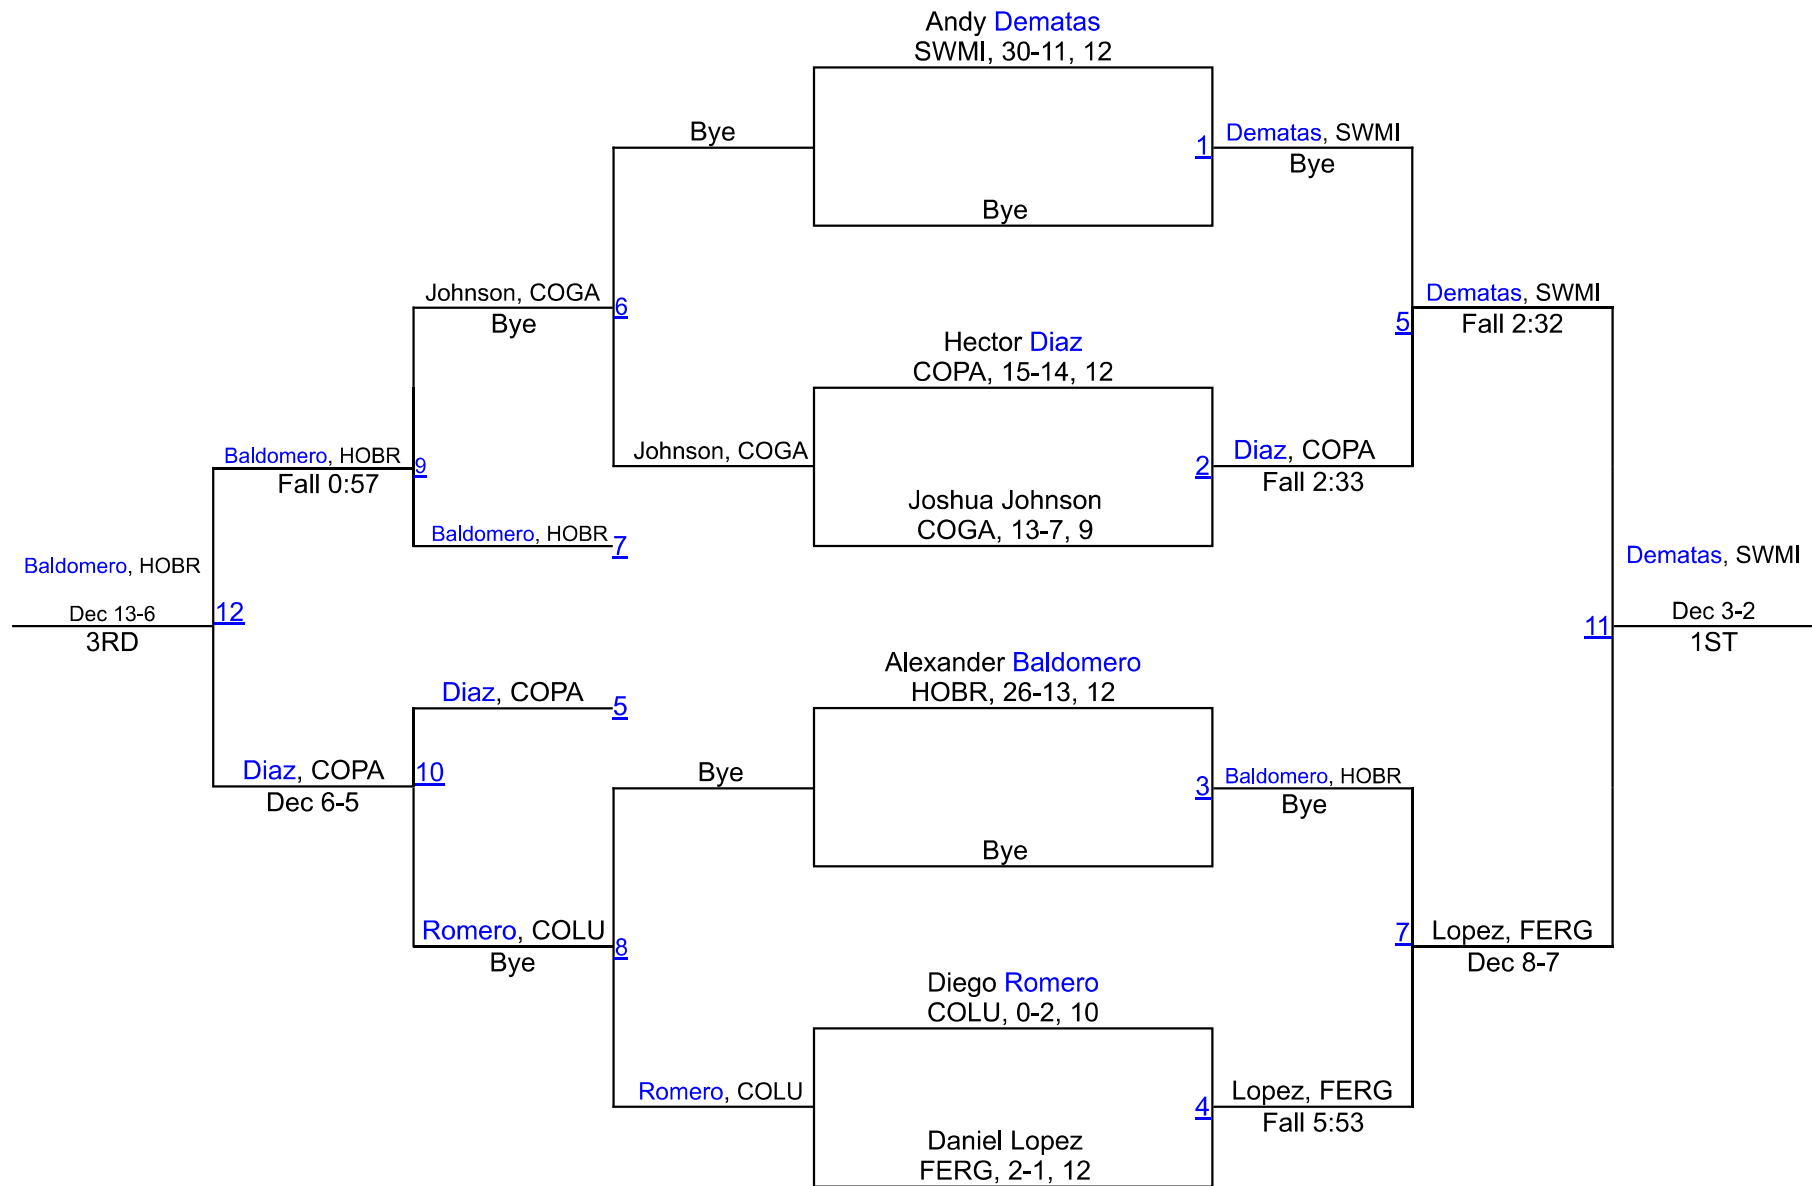 Andy Dematas
SWMI, 30-11, 12
Bye
1
Dematas, SWMI
Bye
Bye
Johnson, COGA
Bye
6
Dematas, SWMI
Fall 2:32
5
Hector Diaz
COPA, 15-14, 12
Baldomero, HOBR
Fall 0:57
9
Johnson, COGA
2
Diaz, COPA
Fall 2:33
Joshua Johnson
COGA, 13-7, 9
Baldomero, HOBR
7
Baldomero, HOBR
Dec 13-6
3RD
12
Dematas, SWMI
Dec 3-2
1ST
11
Alexander Baldomero
HOBR, 26-13, 12
Diaz, COPA
5
Diaz, COPA
Dec 6-5
10
Bye
3
Baldomero, HOBR
Bye
Bye
Romero, COLU
Bye
8
7
Lopez, FERG
Dec 8-7
Diego Romero
COLU, 0-2, 10
Romero, COLU
4
Lopez, FERG
Fall 5:53
Daniel Lopez
FERG, 2-1, 12